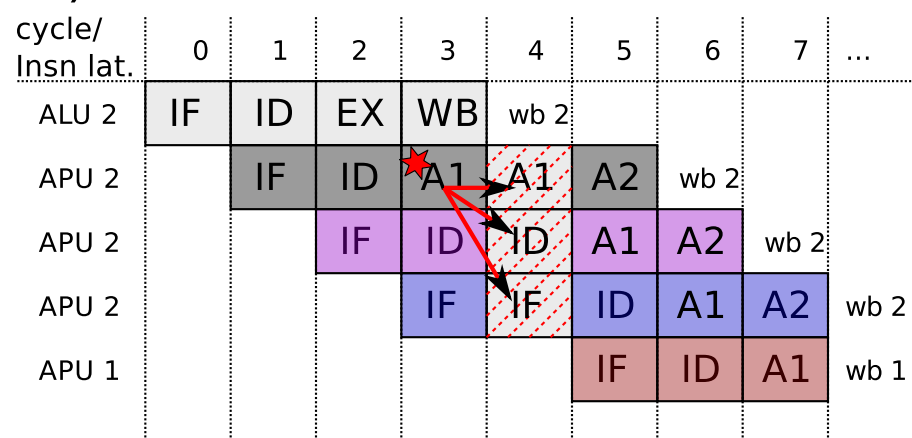 cycle/
Insn lat. 0 1 2 3 4 5 6 7 ...
ALU 2 IF ID EX WB wb 2
APU 2 IF ID A1 A1 A2 wb 2
APU 2 IF ID ID A1 A2 wb 2
APU 2 IF IF ID A1 A2 wb 2
APU 1 IF ID A1 wb 1